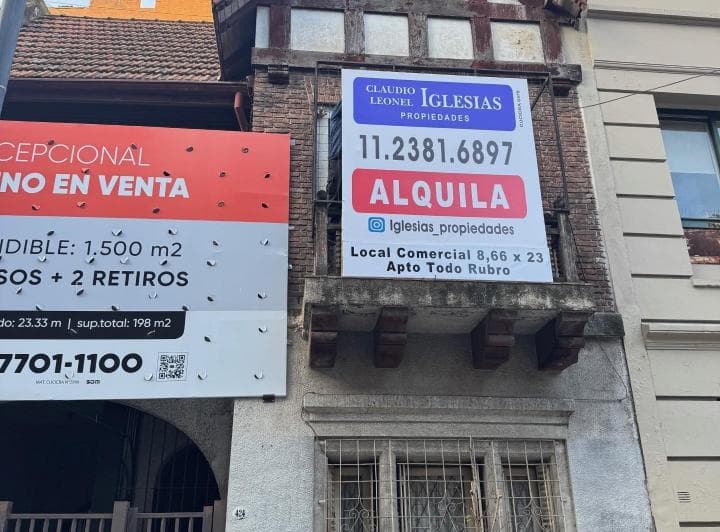 CEPCIONAL
NO EN VENTA
NDIBLE: 1.500 m2
SOS + 2 RETIROS
do: 23.33 m | sup.total: 198 m2
7701-1100
CLAUDIO
LEONEL IGLESIAS
PROPIEDADES
11.2381.6897
ALQUILA
Iglesias_propiedades
Local Comercial 8,66 x 23
Apto Todo Rubro
424